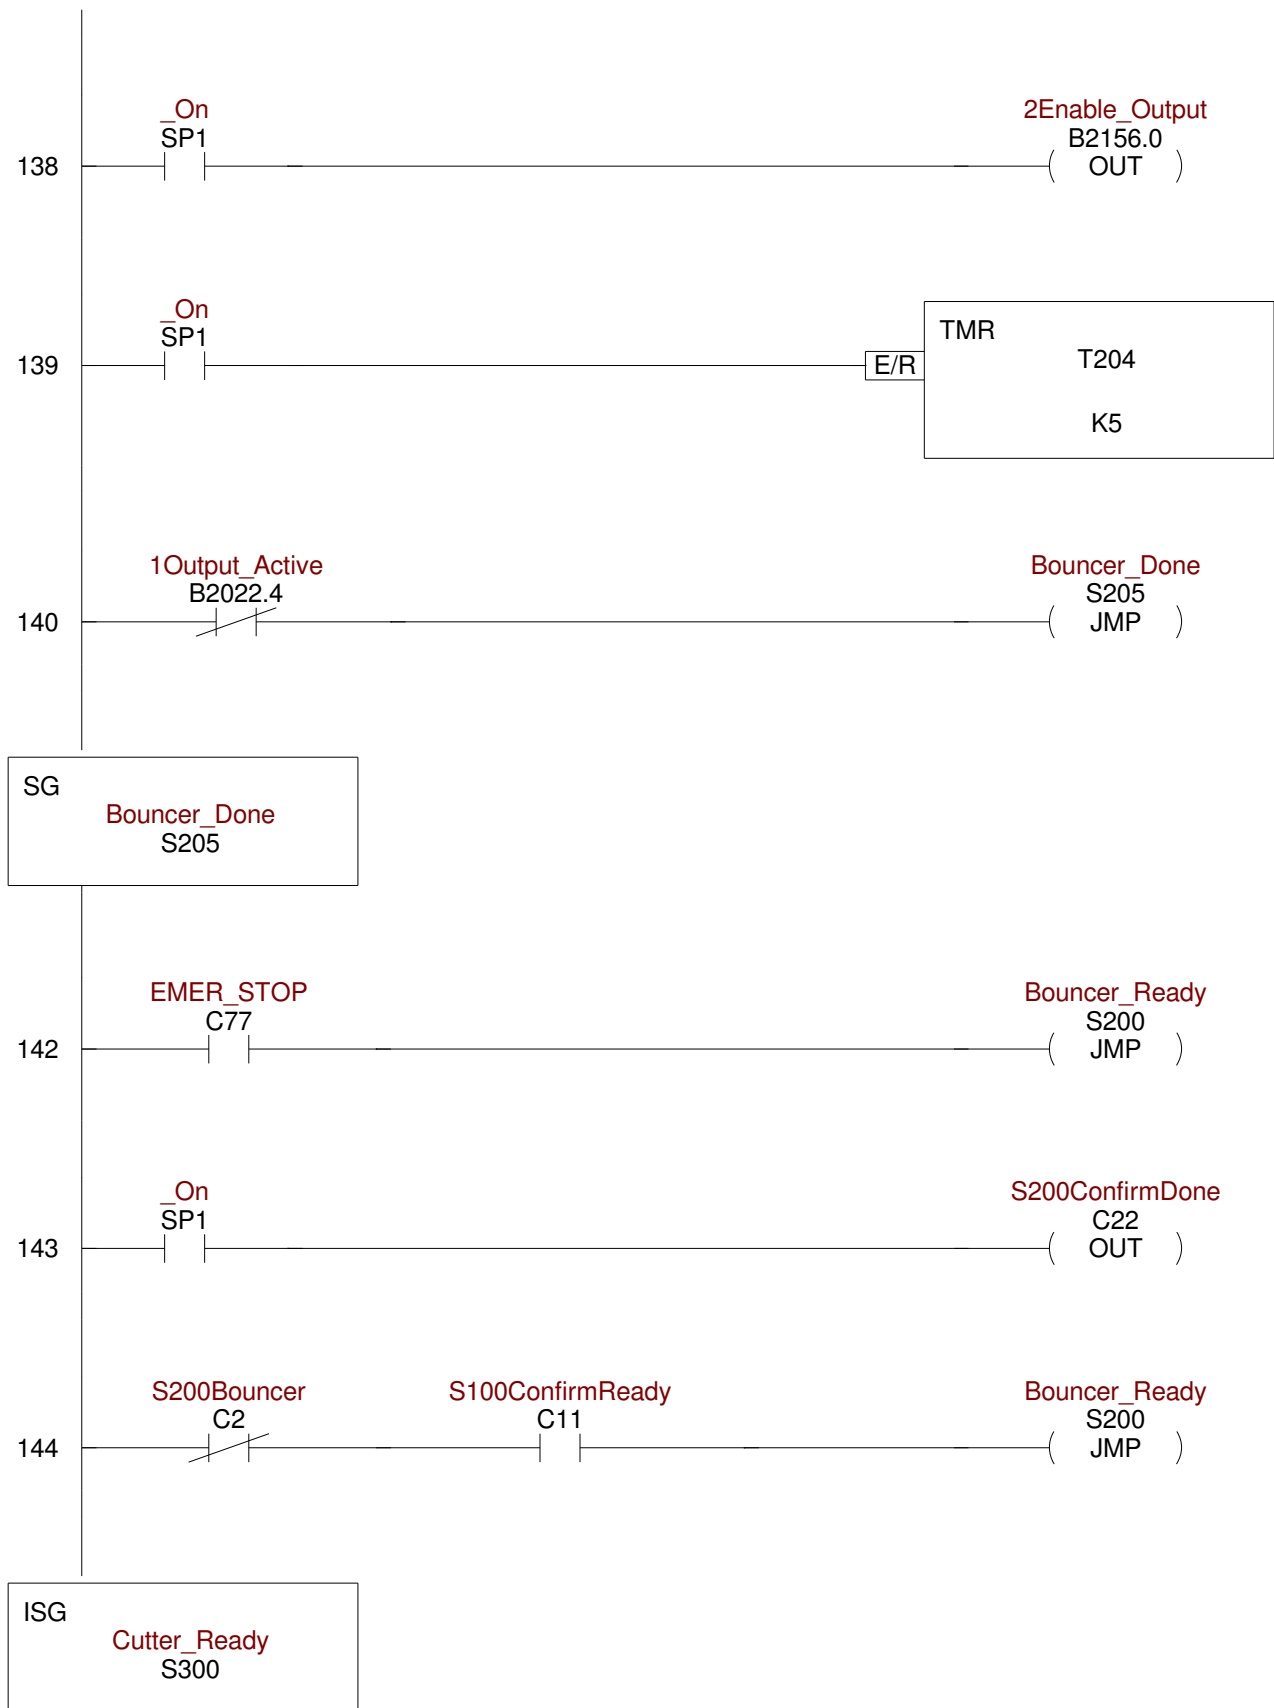 _On
SP1
2Enable_Output
B2156.0
138
OUT
_On
SP1
TMR
139
E/R
T204
K5
1Output_Active
B2022.4
Bouncer_Done
S205
140
JMP
SG
Bouncer_Done
S205
EMER_STOP
C77
Bouncer_Ready
S200
142
JMP
_On
SP1
S200ConfirmDone
C22
143
OUT
S200Bouncer
C2
S100ConfirmReady
C11
Bouncer_Ready
S200
144
JMP
ISG
Cutter_Ready
S300